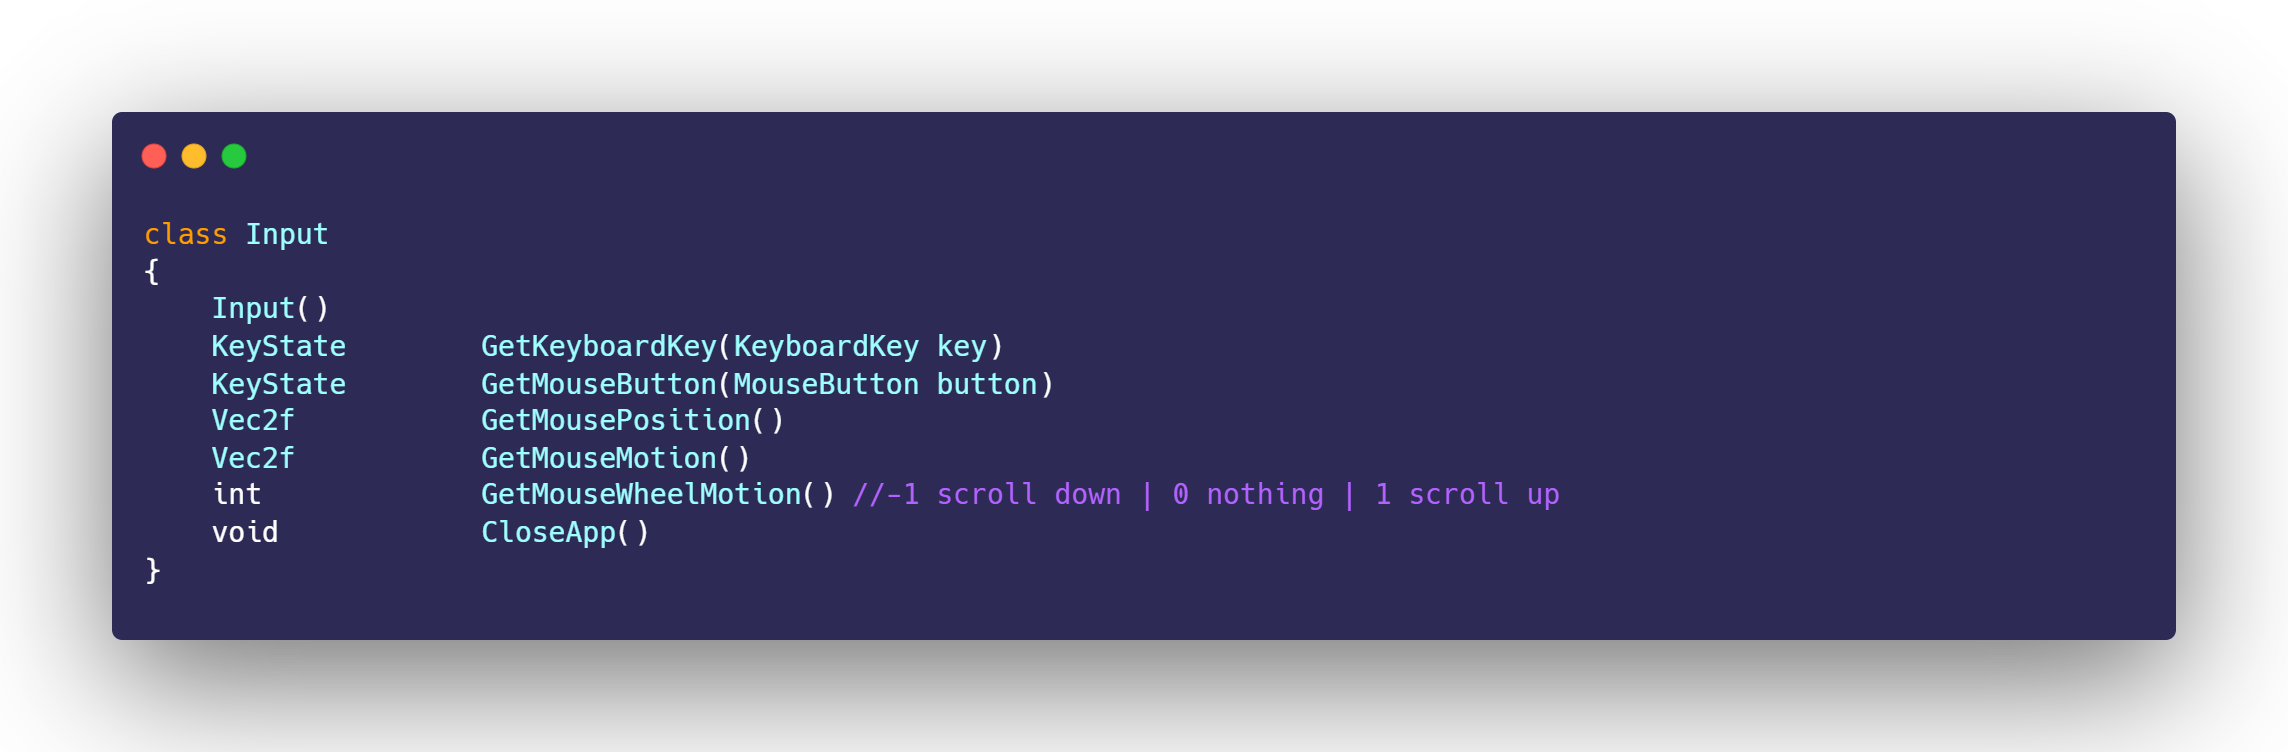 class Input
{
    Input()
    KeyState        GetKeyboardKey(KeyboardKey key)
    KeyState        GetMouseButton(MouseButton button)
    Vec2f           GetMousePosition()
    Vec2f           GetMouseMotion()
    int             GetMouseWheelMotion() //-1 scroll down | 0 nothing | 1 scroll up
    void            CloseApp()
}